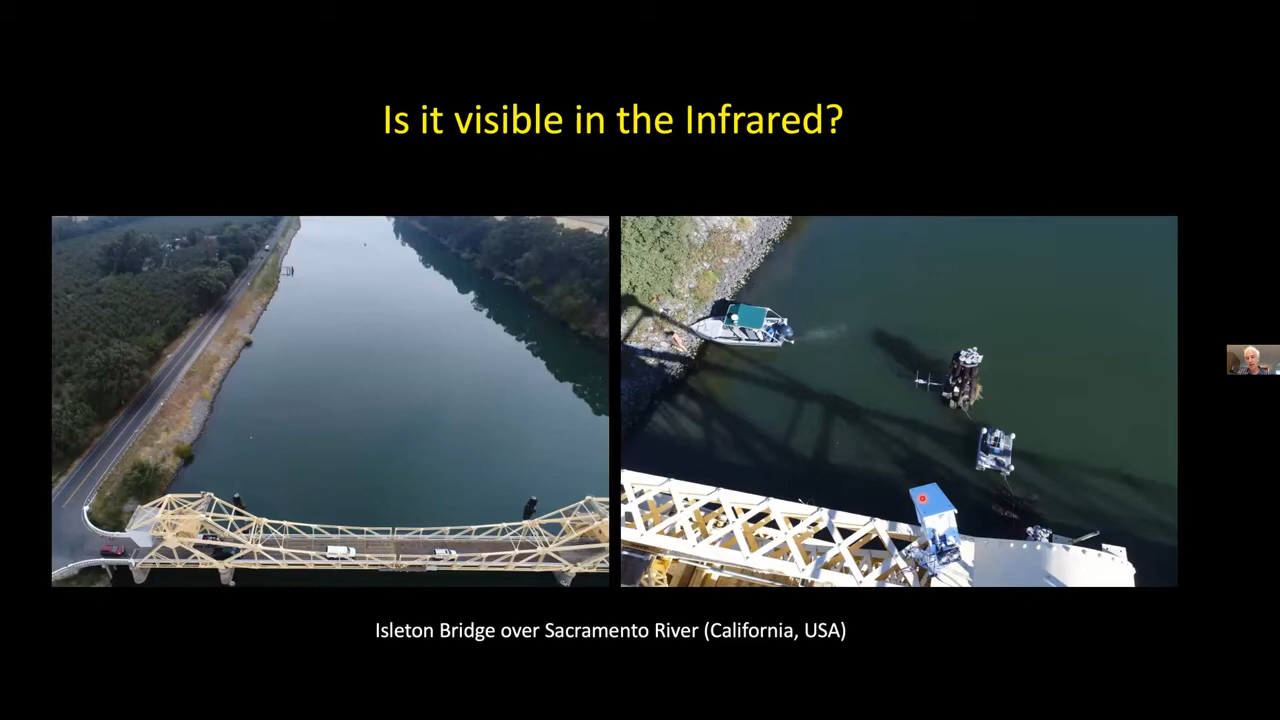 Is it visible in the Infrared?
Isleton Bridge over Sacramento River (California, USA)